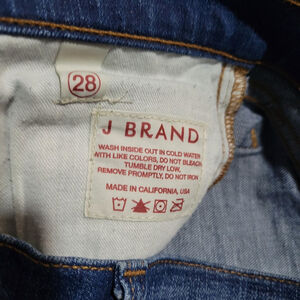 28
J BRAND
WASH INSIDE OUT IN COLD WATER
WITH LIKE COLORS, DO NOT BLEACH
TUMBLE DRY LOW,
REMOVE PROMPTLY, DO NOT IRON
MADE IN CALIFORNIA, USA